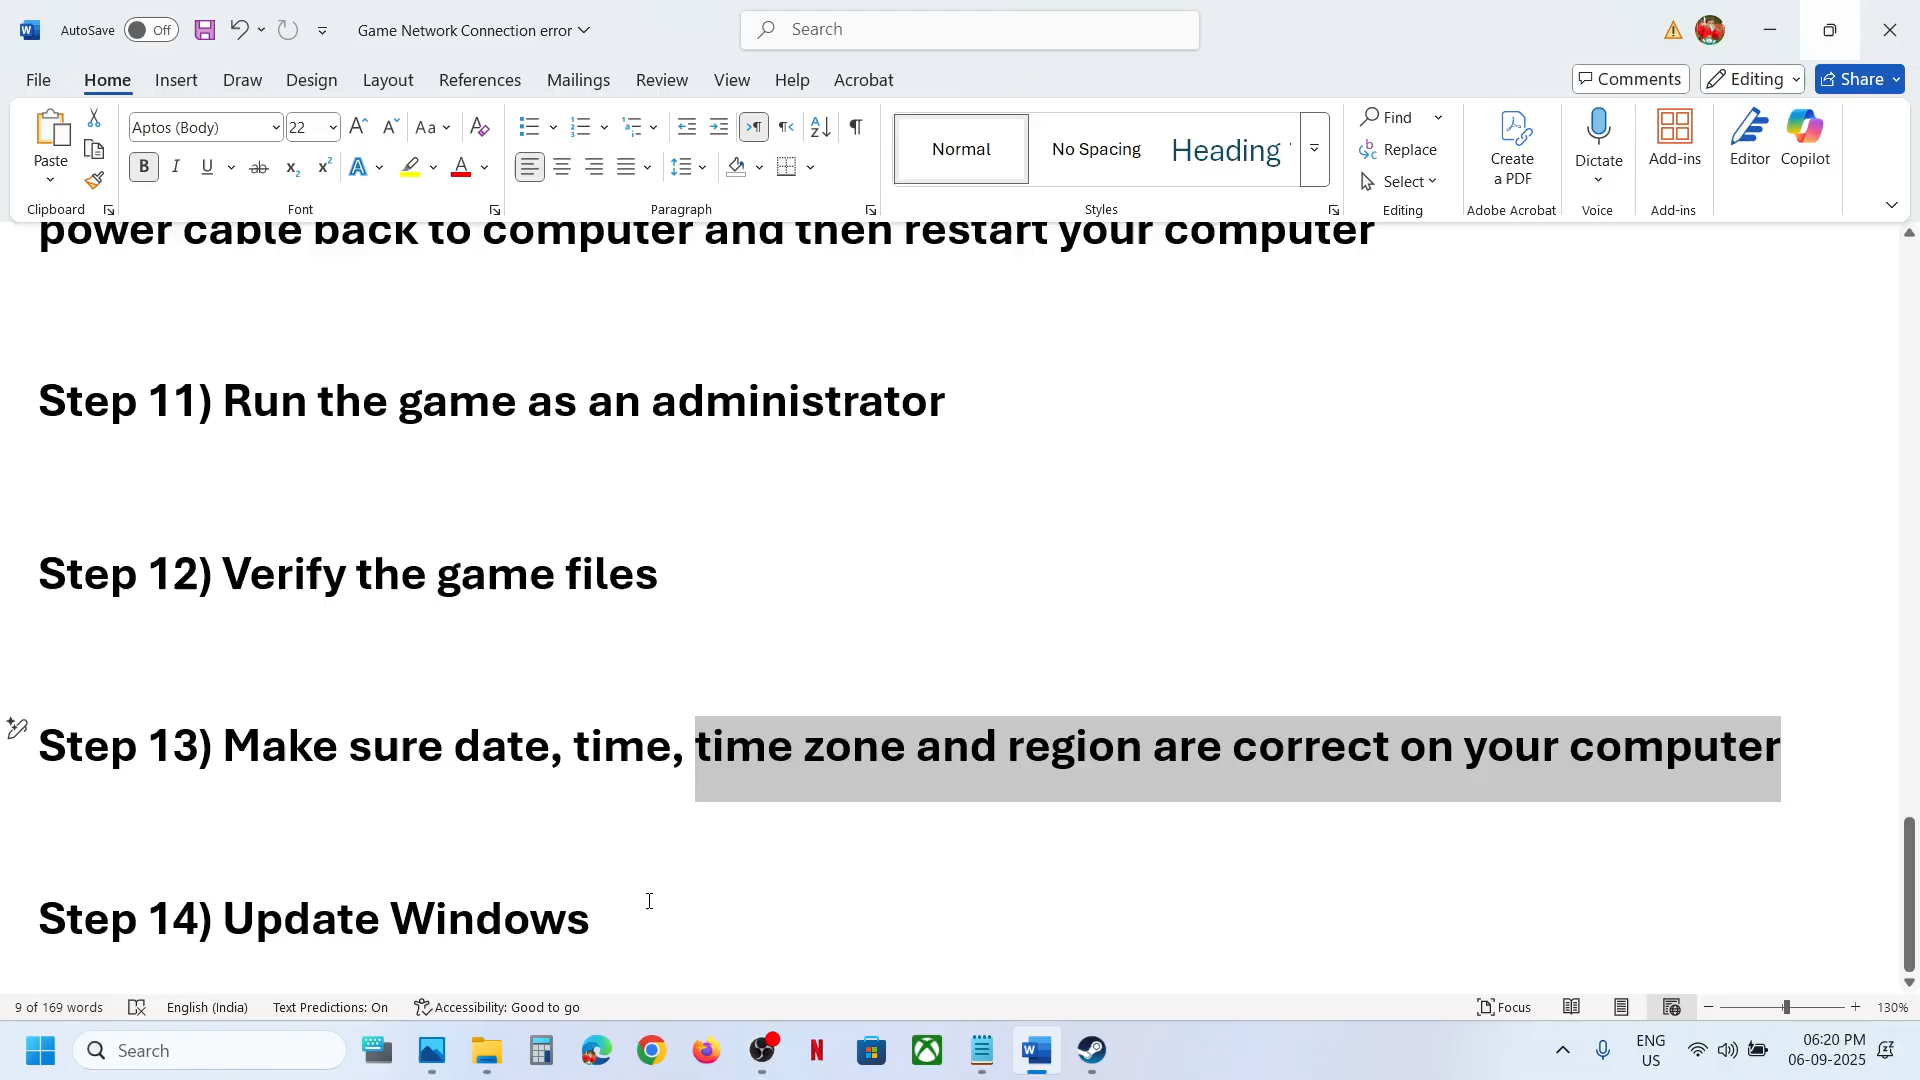 AutoSave Off Game Network Connection error Search
File Home Insert Draw Design Layout References Mailings Review View Help Acrobat Comments Editing Share
Paste Aptos (Body) 22 Aa Normal No Spacing Heading Find Replace Select Create a PDF Dictate Add-ins Editor Copilot
Clipboard Font Paragraph Styles Editing Adobe Acrobat Voice Add-ins
power cable back to computer and then restart your computer
Step 11) Run the game as an administrator
Step 12) Verify the game files
Step 13) Make sure date, time, time zone and region are correct on your computer
Step 14) Update Windows
9 of 169 words English (India) Text Predictions: On Accessibility: Good to go Focus 130%
Search ENG US 06:20 PM 06-09-2025